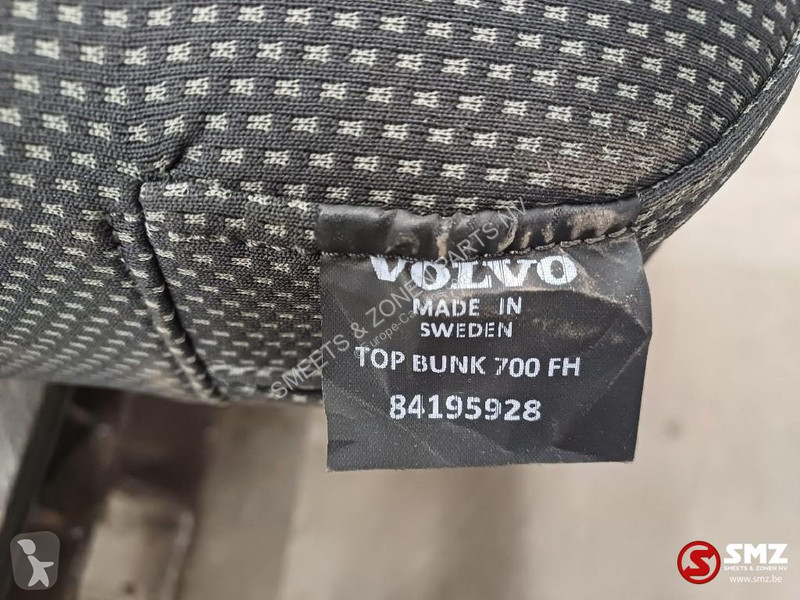 VOLVO
MADE IN
SWEDEN
TOP BUNK 700 FH
84195928
SMEETS & ZONEN PARTS NV
SMZ
SMEETS & ZONEN NV
www.smz.be